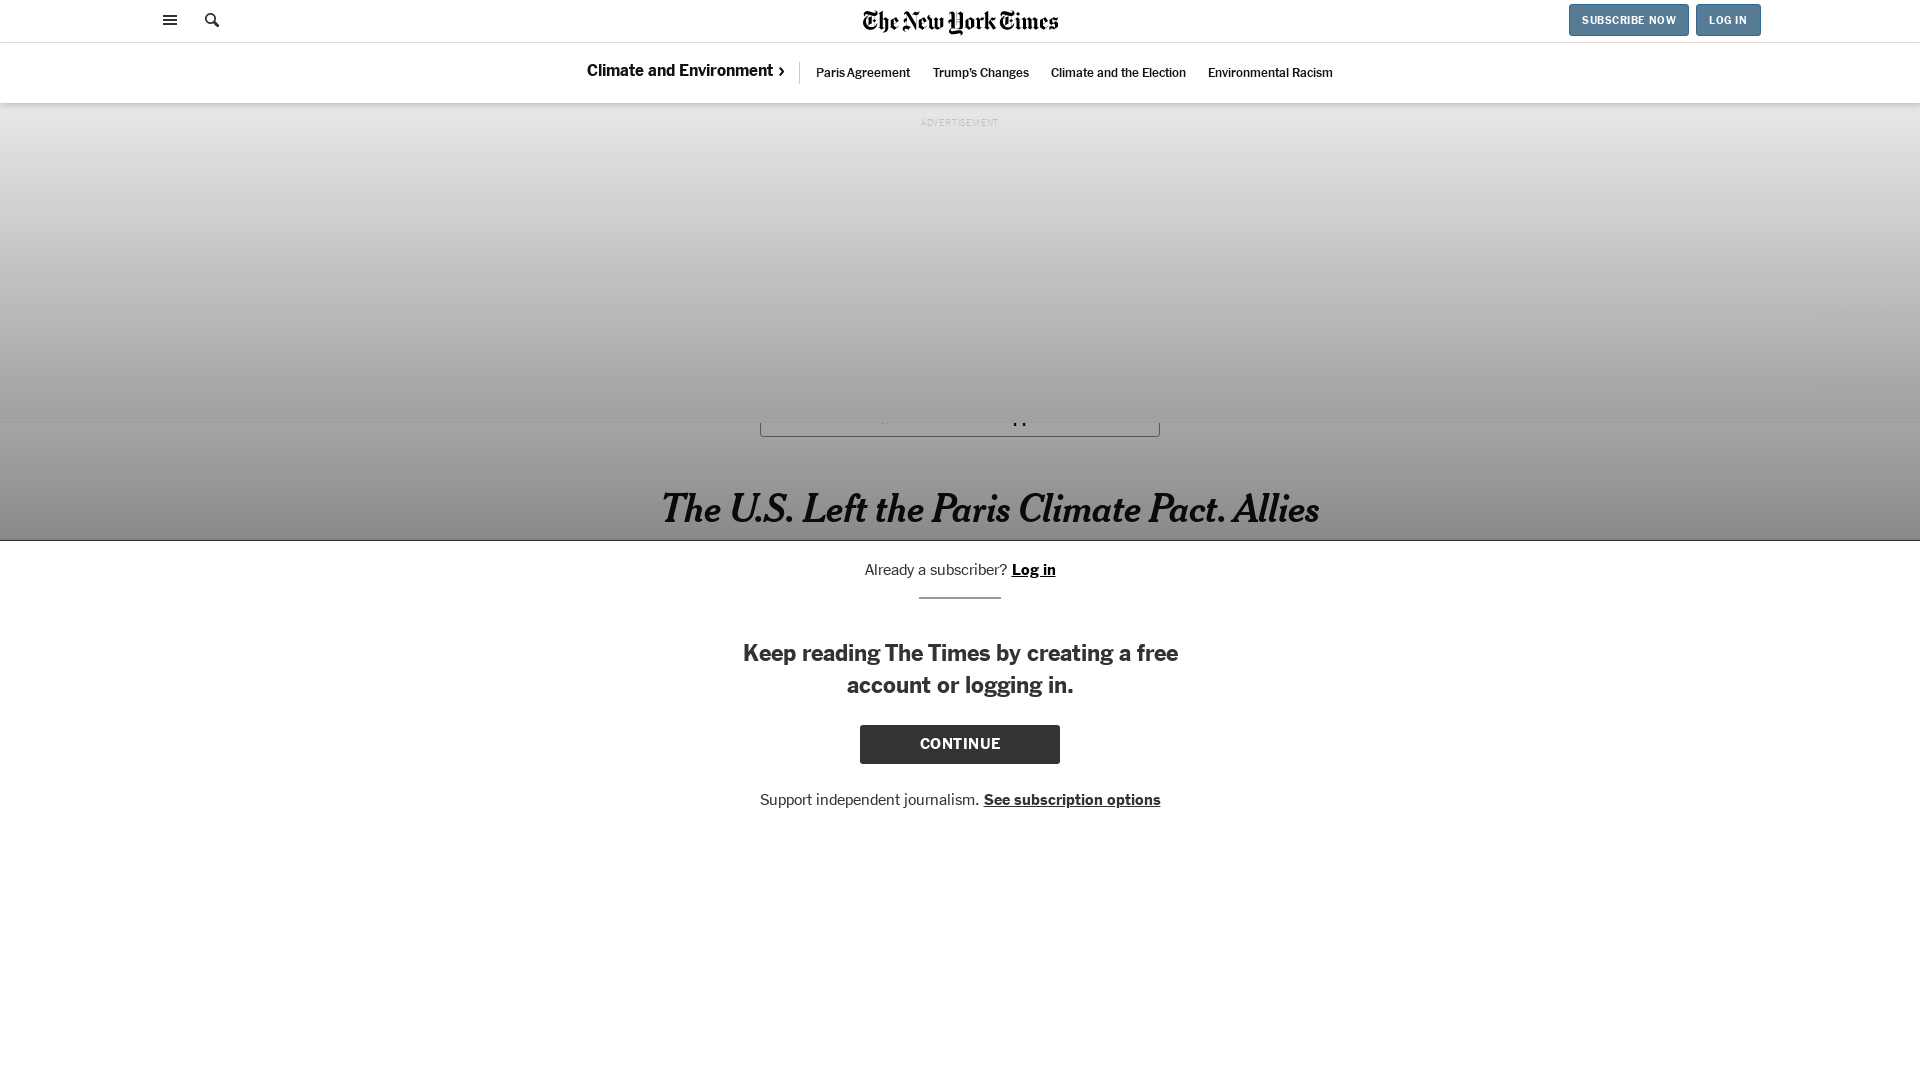 The New York Times
SUBSCRIBE NOW
LOG IN
Climate and Environment ›
Paris Agreement
Trump's Changes
Climate and the Election
Environmental Racism
ADVERTISEMENT
The U.S. Left the Paris Climate Pact. Allies
Already a subscriber? Log in
Keep reading The Times by creating a free
account or logging in.
CONTINUE
Support independent journalism. See subscription options